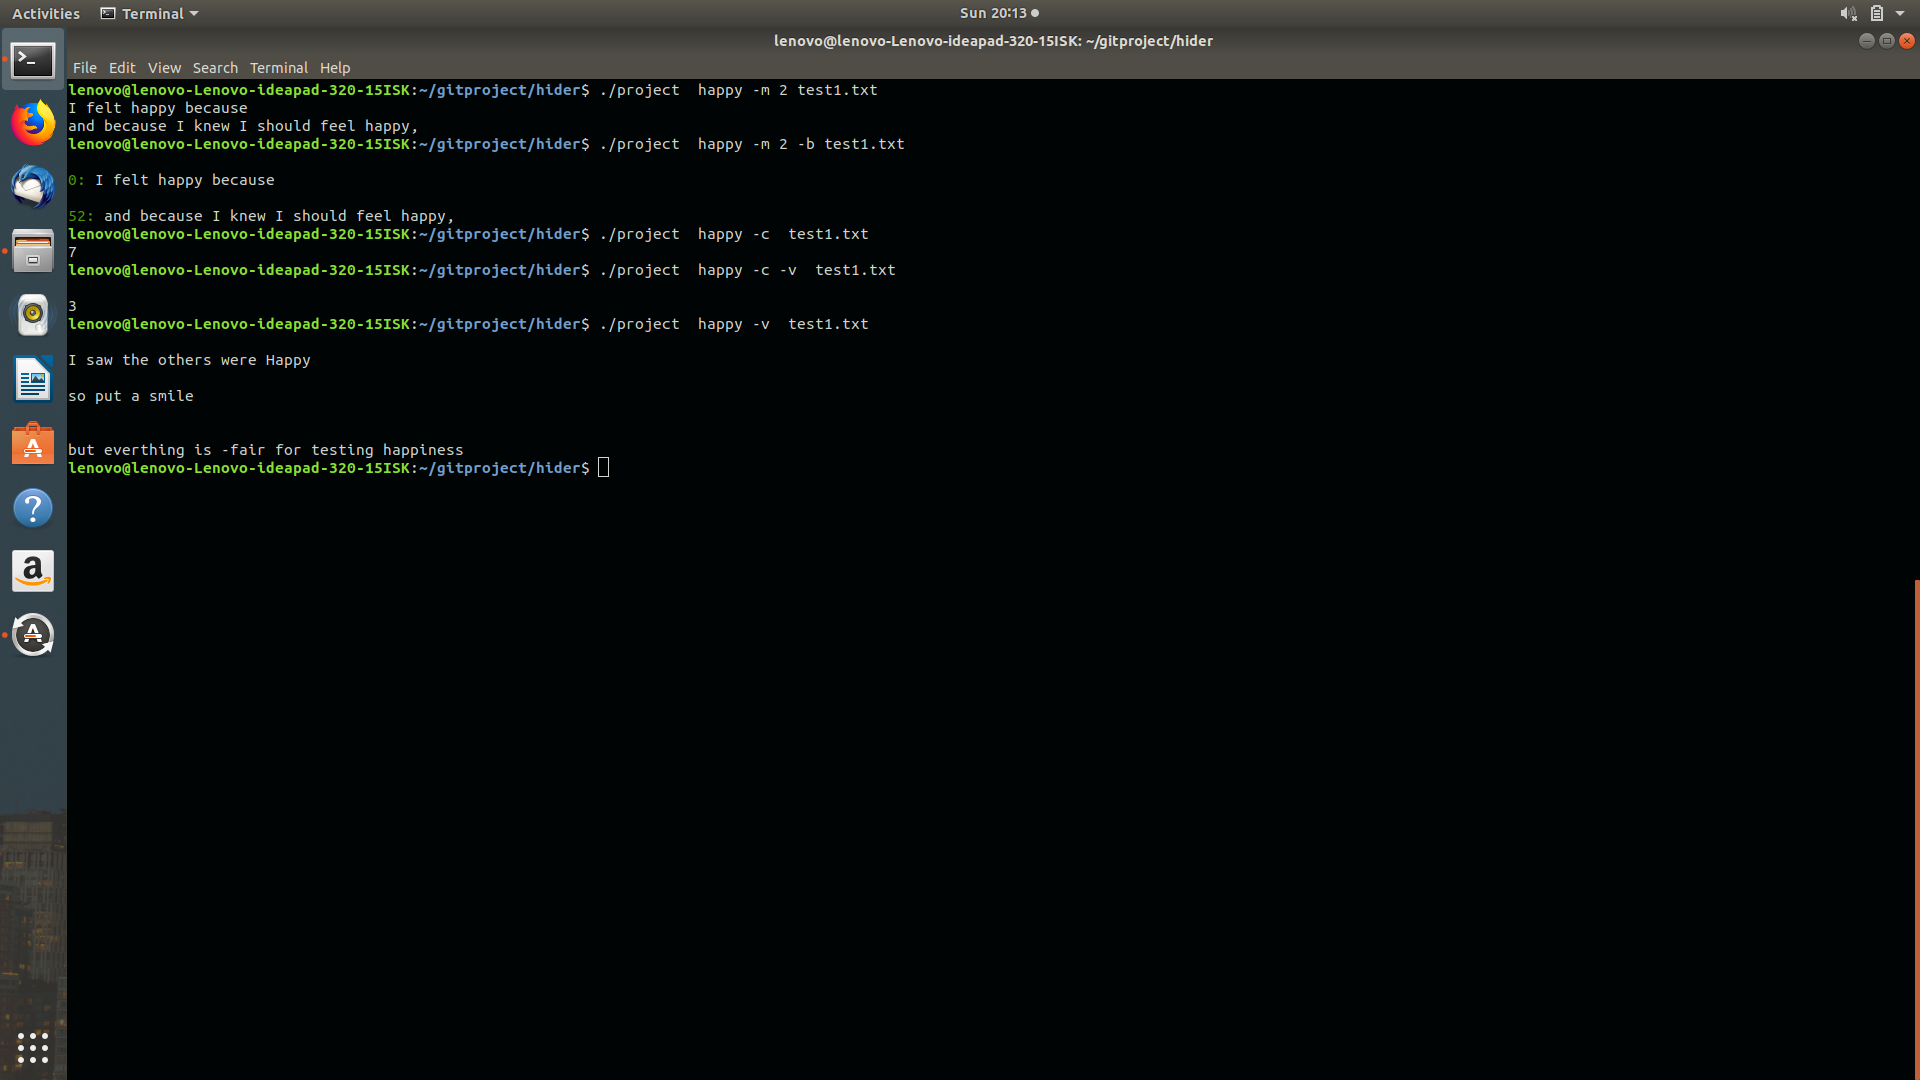 Activities Terminal Sun 20:13
lenovo@lenovo-Lenovo-ideapad-320-15ISK: ~/gitproject/hider
File Edit View Search Terminal Help
lenovo@lenovo-Lenovo-ideapad-320-15ISK:~/gitproject/hider$ ./project  happy -m 2 test1.txt
I felt happy because
and because I knew I should feel happy,
lenovo@lenovo-Lenovo-ideapad-320-15ISK:~/gitproject/hider$ ./project  happy -m 2 -b test1.txt
0: I felt happy because
52: and because I knew I should feel happy,
lenovo@lenovo-Lenovo-ideapad-320-15ISK:~/gitproject/hider$ ./project  happy -c  test1.txt
7
lenovo@lenovo-Lenovo-ideapad-320-15ISK:~/gitproject/hider$ ./project  happy -c -v  test1.txt
3
lenovo@lenovo-Lenovo-ideapad-320-15ISK:~/gitproject/hider$ ./project  happy -v  test1.txt
I saw the others were Happy
so put a smile
but everthing is -fair for testing happiness
lenovo@lenovo-Lenovo-ideapad-320-15ISK:~/gitproject/hider$